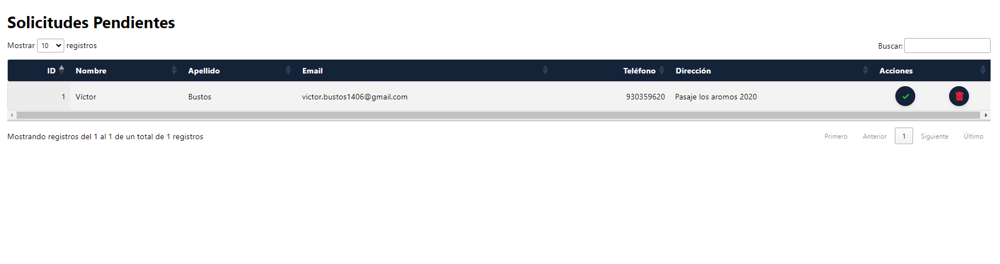 Solicitudes Pendientes
Mostrar 10 registros Buscar:
ID Nombre Apellido Email Teléfono Dirección Acciones
1 Víctor Bustos victor.bustos1406@gmail.com 930359620 Pasaje los aromos 2020
Mostrando registros del 1 al 1 de un total de 1 registros Primero Anterior 1 Siguiente Último